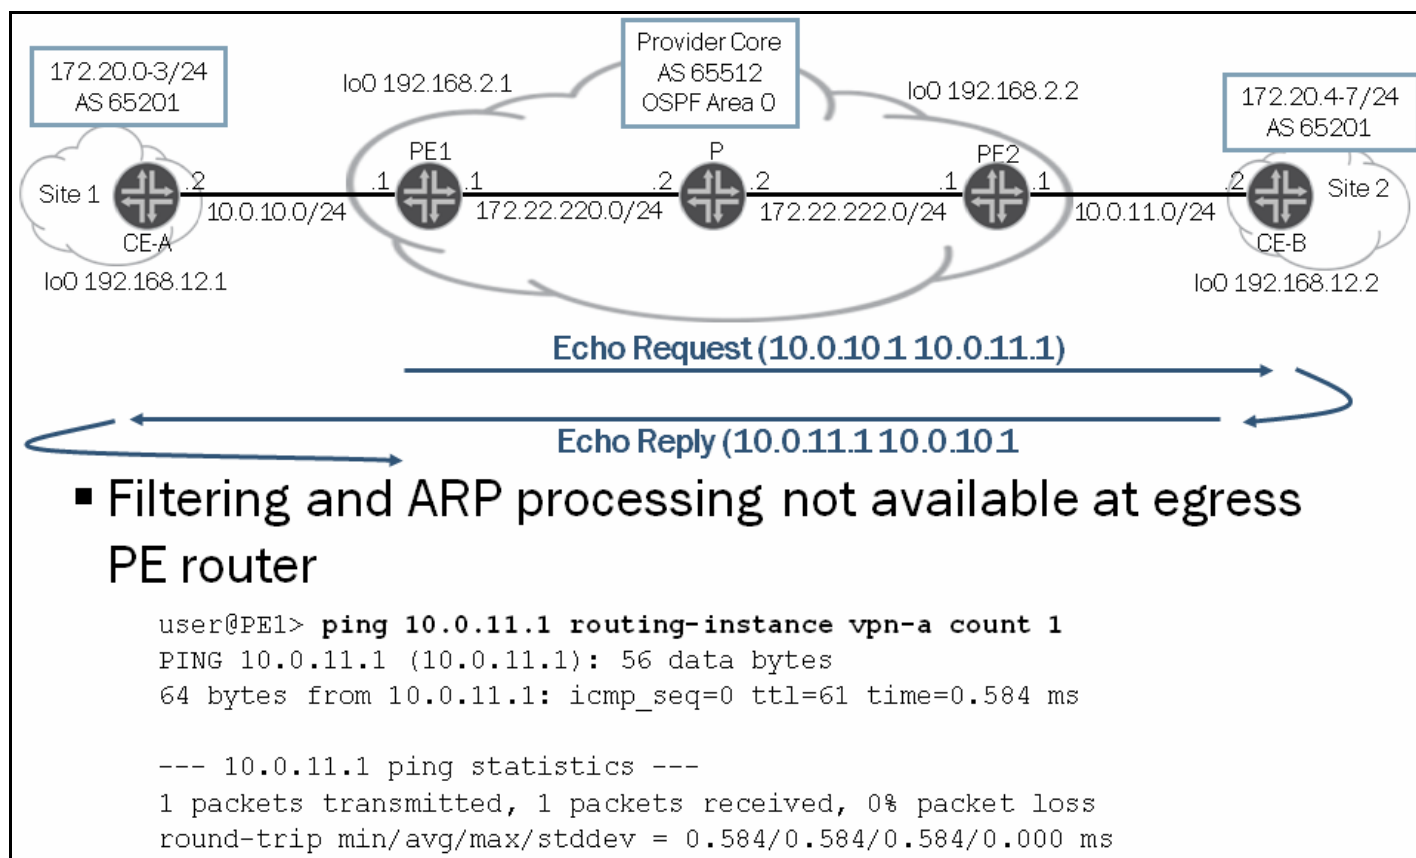 Provider Core
AS 65512
OSPF Area 0
172.20.0-3/24
AS 65201
lo0 192.168.2.1
lo0 192.168.2.2
172.20.4-7/24
AS 65201
PE1
P
PE2
Site 1
.2
.1
.1
.2
.2
.1
.1
.2
Site 2
10.0.10.0/24
172.22.220.0/24
172.22.222.0/24
10.0.11.0/24
CE-A
CE-B
lo0 192.168.12.1
lo0 192.168.12.2
Echo Request (10.0.10.1 10.0.11.1)
Echo Reply (10.0.11.1 10.0.10.1
▪ Filtering and ARP processing not available at egress
PE router
user@PE1> ping 10.0.11.1 routing-instance vpn-a count 1
PING 10.0.11.1 (10.0.11.1): 56 data bytes
64 bytes from 10.0.11.1: icmp_seq=0 ttl=61 time=0.584 ms
--- 10.0.11.1 ping statistics ---
1 packets transmitted, 1 packets received, 0% packet loss
round-trip min/avg/max/stddev = 0.584/0.584/0.584/0.000 ms